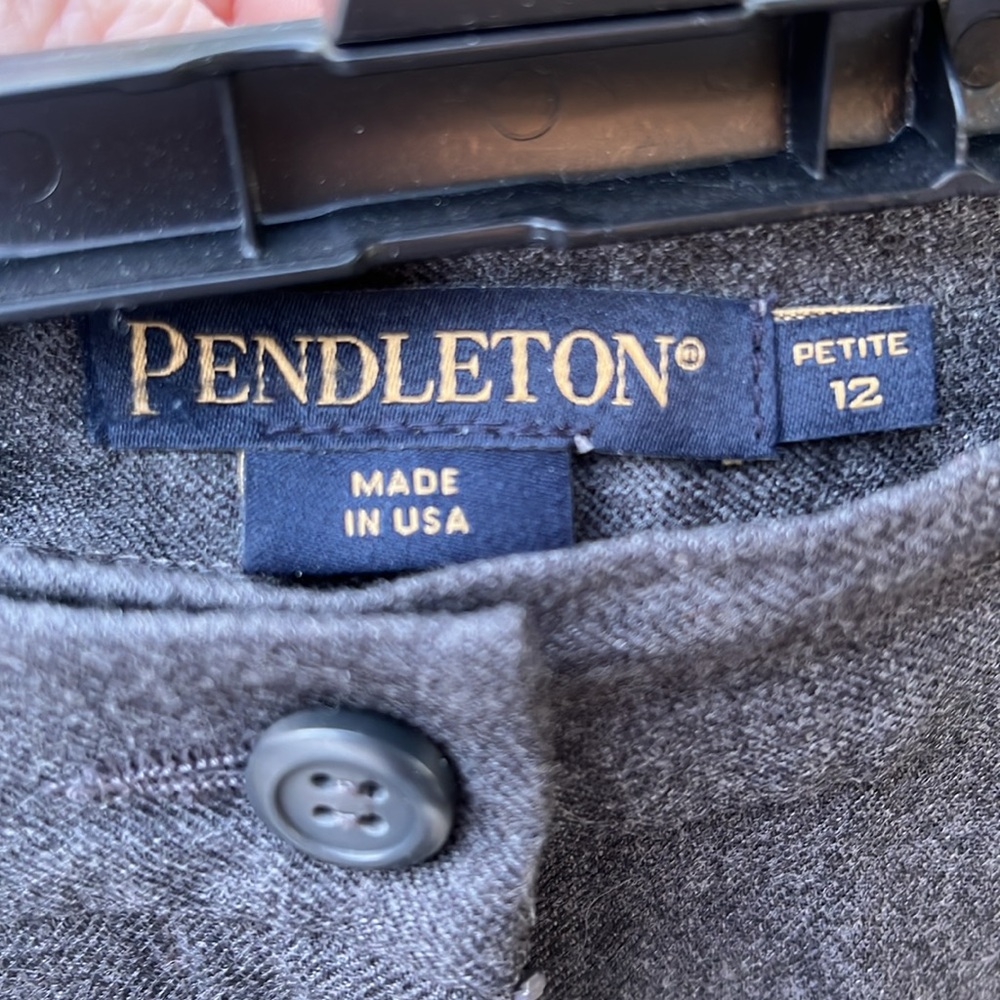 PENDLETON®
PETITE
12
MADE
IN USA